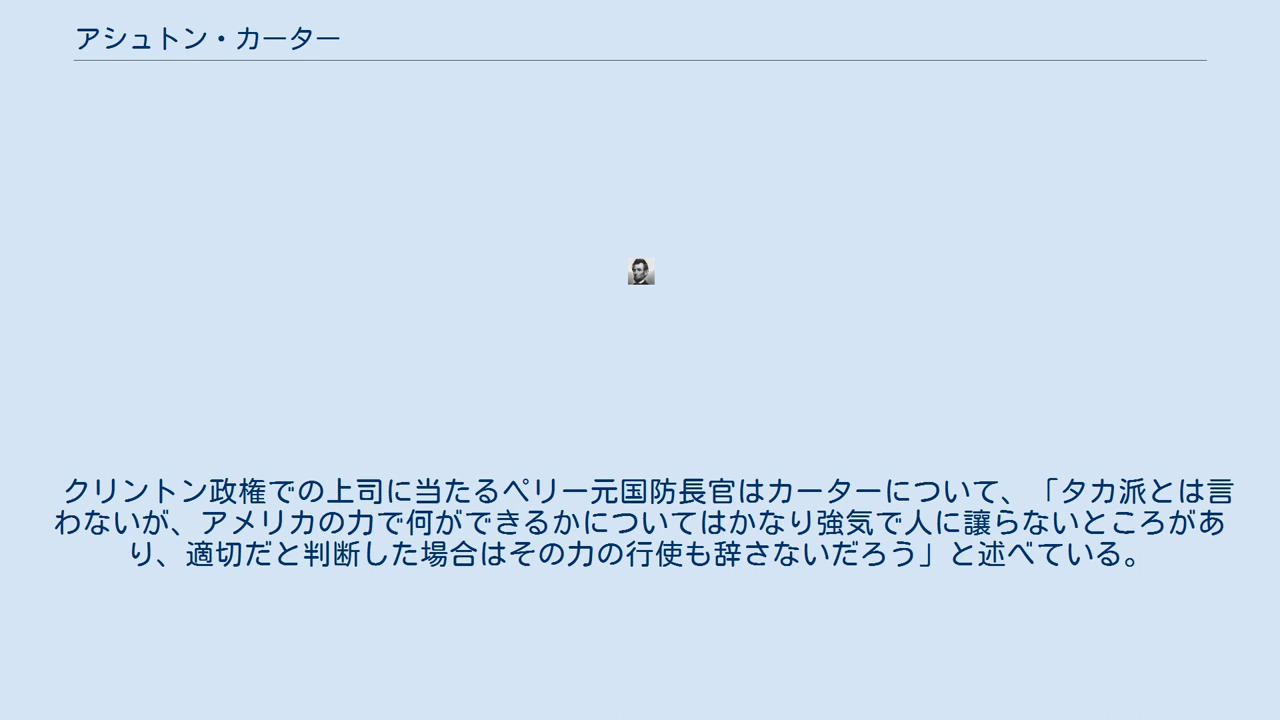 アシュトン・カーター
クリントン政権での上司に当たるペリー元国防長官はカーターについて、「タカ派とは言
わないが、アメリカの力で何ができるかについてはかなり強気で人に譲らないところがあ
り、適切だと判断した場合はその力の行使も辞さないだろう」と述べている。